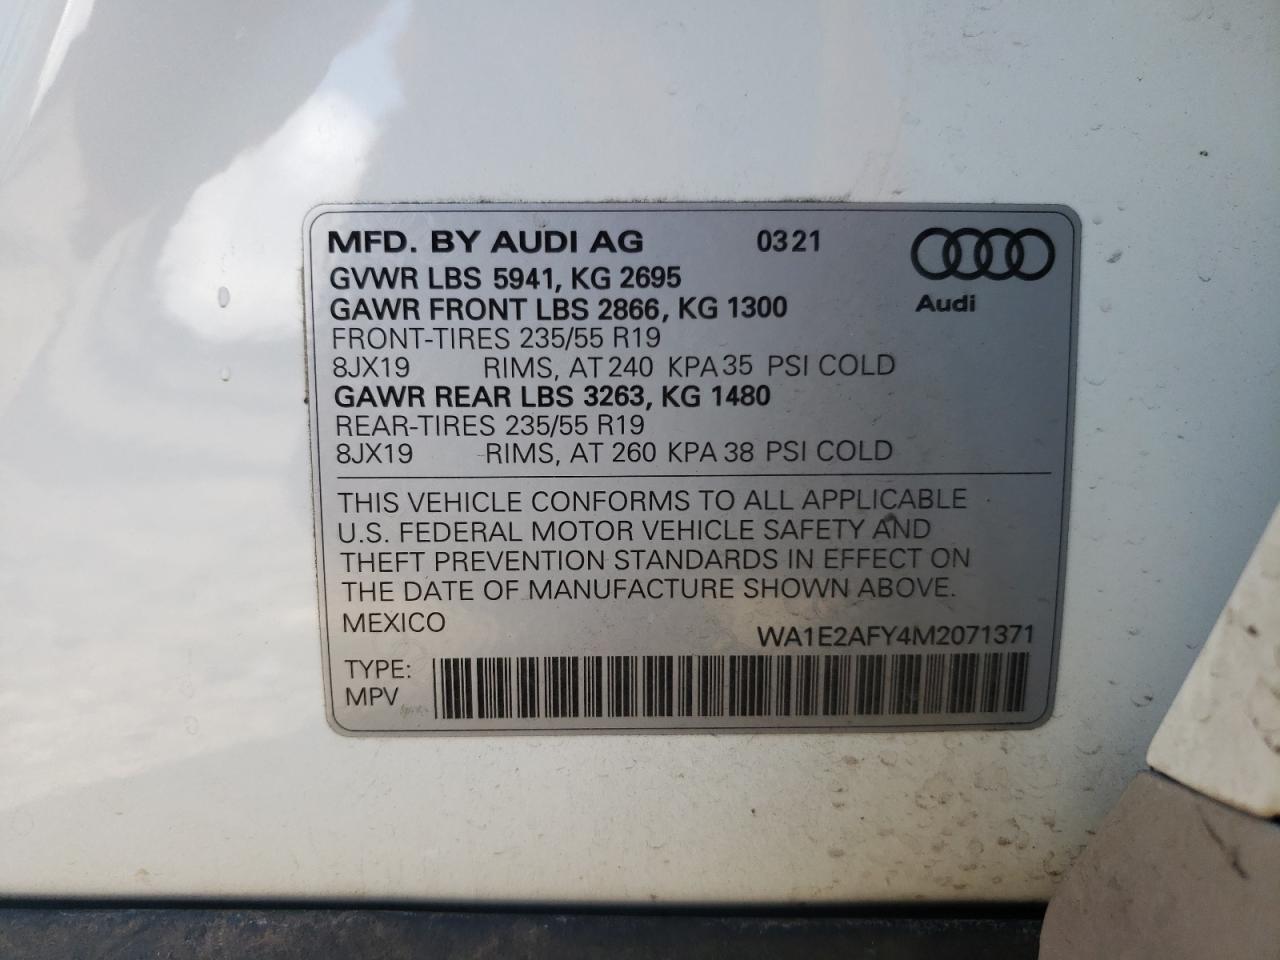 MFD. BY AUDI AG 0321
GVWR LBS 5941, KG 2695
GAWR FRONT LBS 2866, KG 1300
Audi
FRONT-TIRES 235/55 R19
8JX19 RIMS, AT 240 KPA 35 PSI COLD
GAWR REAR LBS 3263, KG 1480
REAR-TIRES 235/55 R19
8JX19 RIMS, AT 260 KPA 38 PSI COLD
THIS VEHICLE CONFORMS TO ALL APPLICABLE
U.S. FEDERAL MOTOR VEHICLE SAFETY AND
THEFT PREVENTION STANDARDS IN EFFECT ON
THE DATE OF MANUFACTURE SHOWN ABOVE.
MEXICO WA1E2AFY4M2071371
TYPE:
MPV